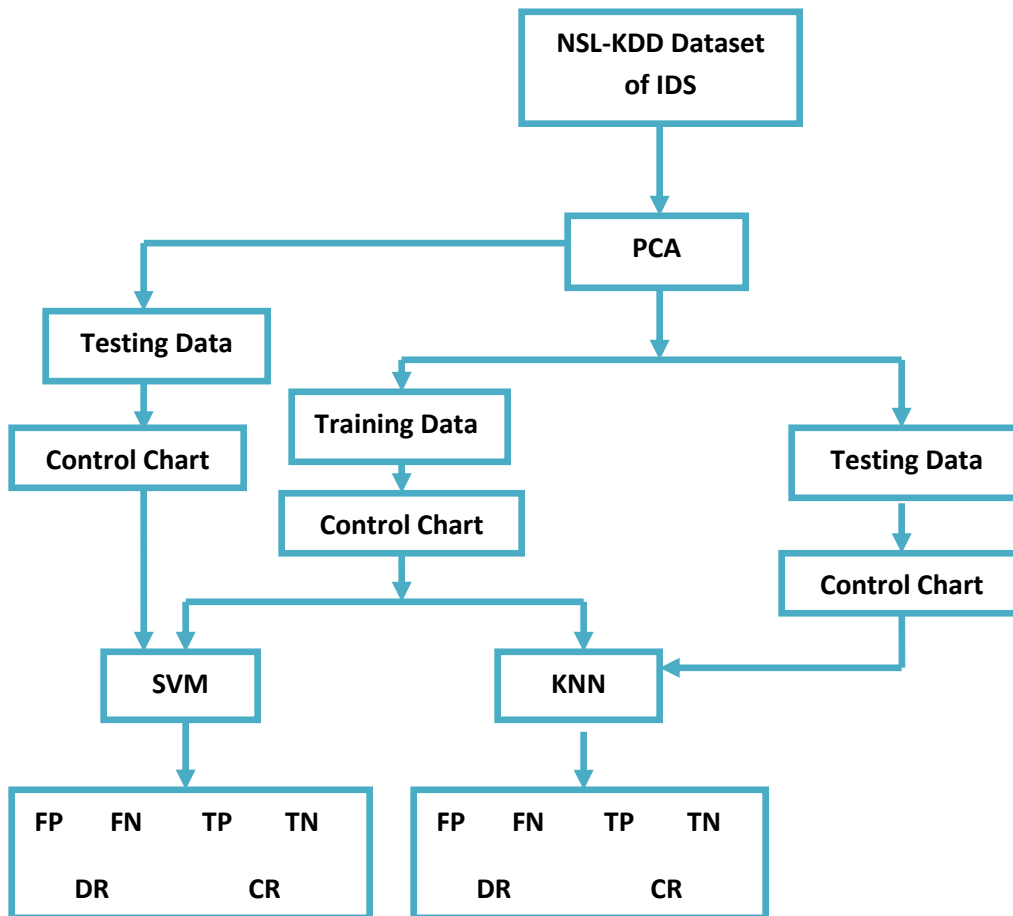 NSL-KDD Dataset
of IDS
PCA
Testing Data
Training Data
Testing Data
Control Chart
Control Chart
Control Chart
SVM
KNN
FP FN TP TN
DR CR
FP FN TP TN
DR CR